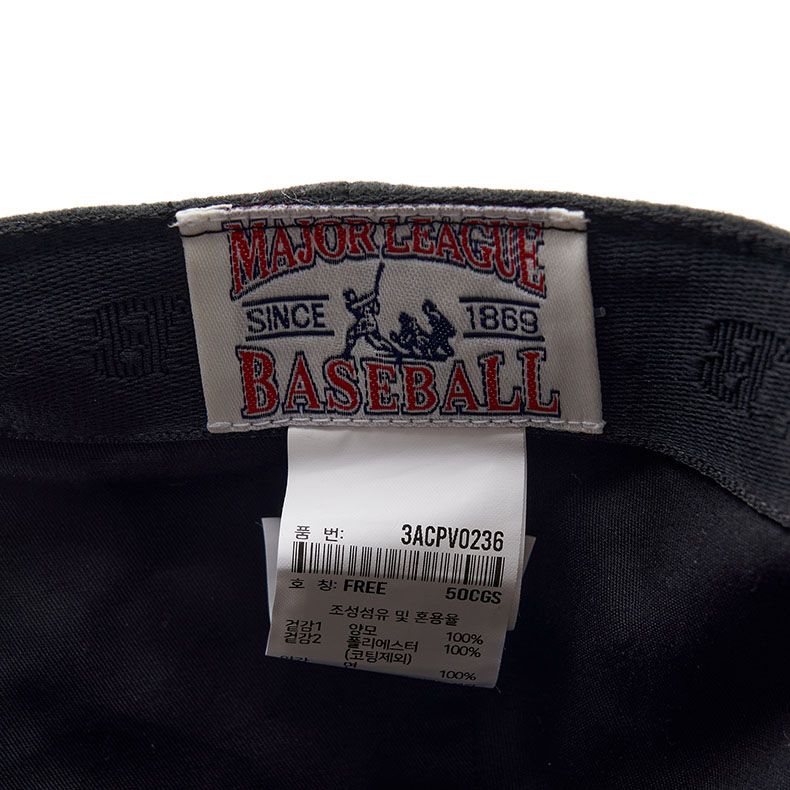 MAJOR LEAGUE
SINCE 1869
BASEBALL
품 번: 3ACPV0236
호 칭: FREE 50CGS
조성섬유 및 혼용율
겉감1 양모 100%
겉감2 폴리에스터 100%
(코팅제외)
100%